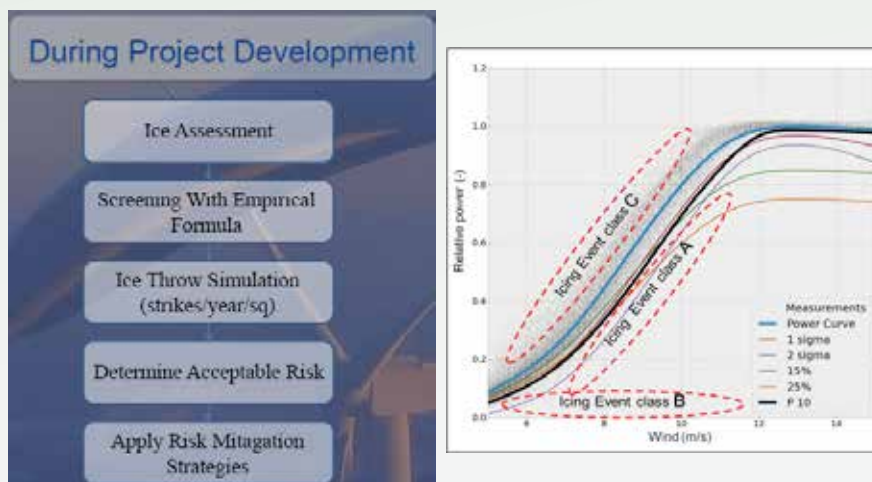 During Project Development
Ice Assessment
Screening With Empirical
Formula
Ice Throw Simulation
(strikes/year/sq)
Determine Acceptable Risk
Apply Risk Mitagation
Strategies
1.2
1.0
0.8
0.6
0.4
0.2
0.0
Relative power (-)
Icing Event class C
Icing Event class A
Icing Event class B
Measurements
Power Curve
1 sigma
2 sigma
15%
25%
P 10
6
8
10
12
14
Wind (m/s)